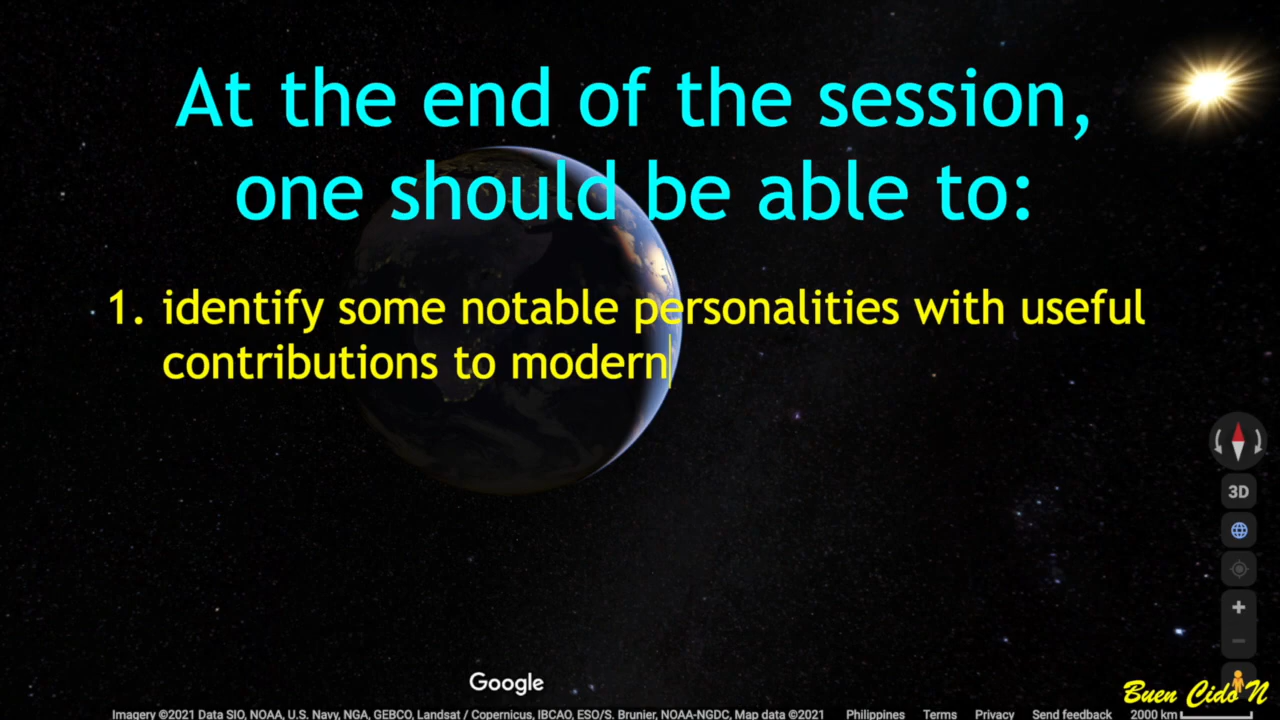 At the end of the session,
one should be able to:
1. identify some notable personalities with useful
contributions to modern
3D
Google
Buen Cido N
Imagery ©2021 Data SIO, NOAA, U.S. Navy, NGA, GEBCO, Landsat / Copernicus, IBCAO, ESO/S. Brunier, NOAA-NGDC, Map data ©2021 Philippines Terms Privacy Send feedback 2000 km